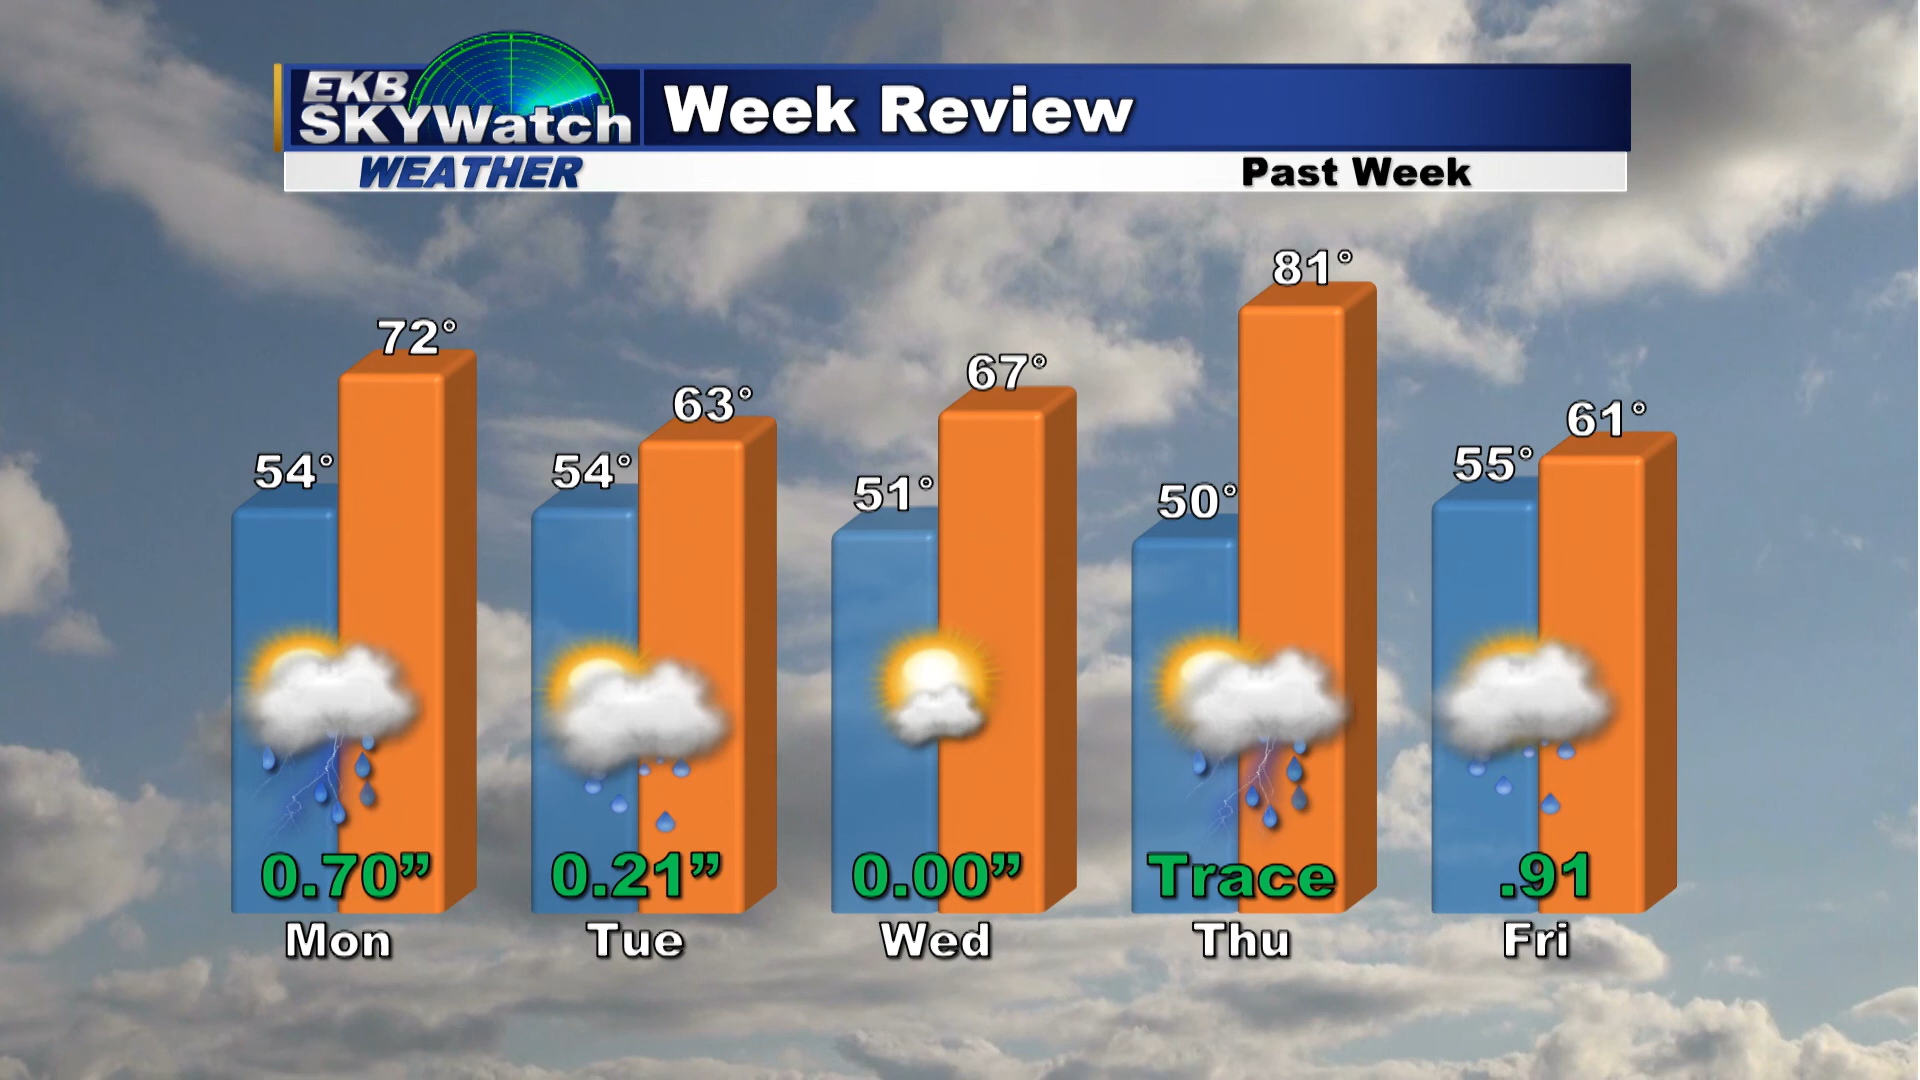 EKB
SKYWatch
WEATHER
Week Review
Past Week
54° 72°
54° 63°
51° 67°
50° 81°
55° 61°
0.70” 0.21” 0.00” Trace .91
Mon Tue Wed Thu Fri